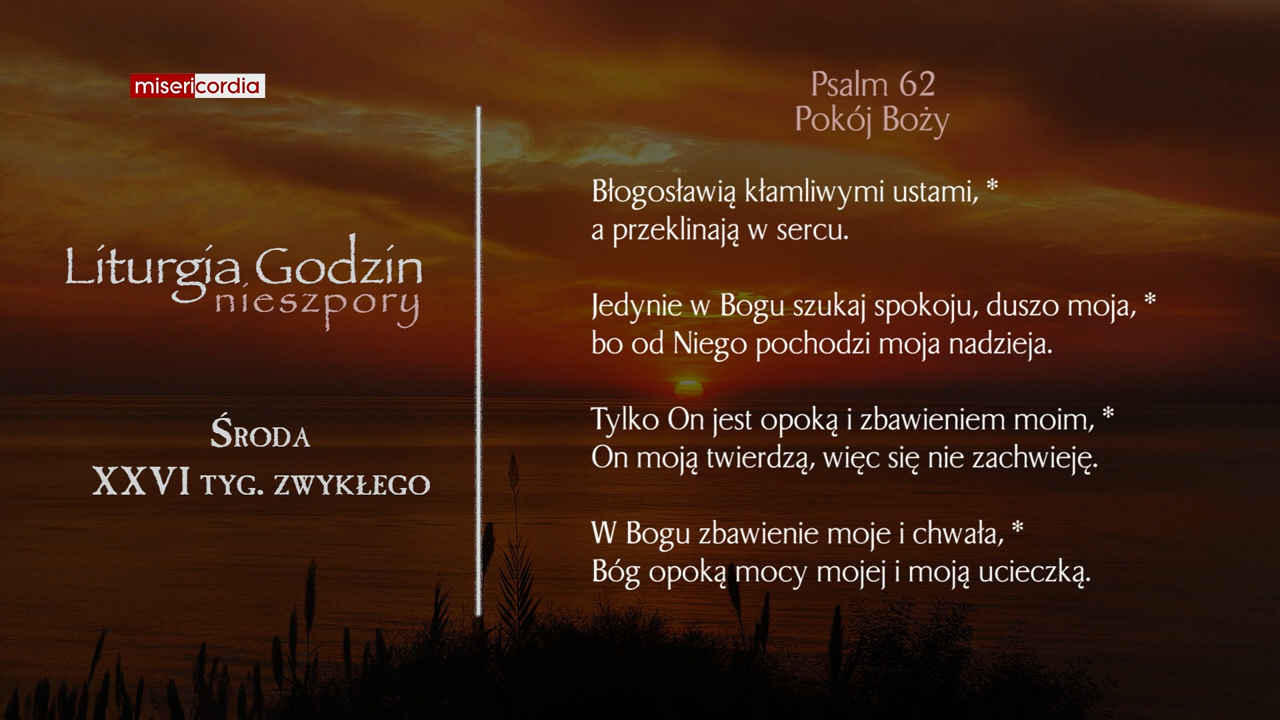 misericordia
Liturgia Godzin
nieszpory
Środa
XXVI tyg. zwykłego
Psalm 62
Pokój Boży
Błogosławią kłamliwymi ustami, *
a przeklinają w sercu.
Jedynie w Bogu szukaj spokoju, duszo moja, *
bo od Niego pochodzi moja nadzieja.
Tylko On jest opoką i zbawieniem moim, *
On moją twierdzą, więc się nie zachwieję.
W Bogu zbawienie moje i chwała, *
Bóg opoką mocy mojej i moją ucieczką.